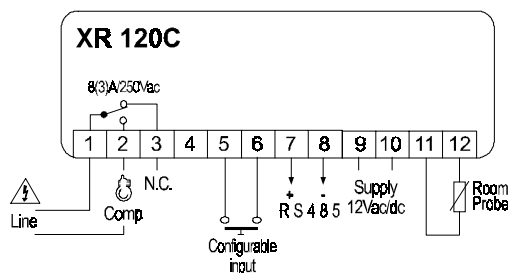 XR 120C
8(3)A/250Vac
1 2 3 4 5 6 7 8 9 10 11 12
N.C.
Line
Comp.
Configurable
input
+ -
RS485
Supply
12Vac/dc
Room
Probe